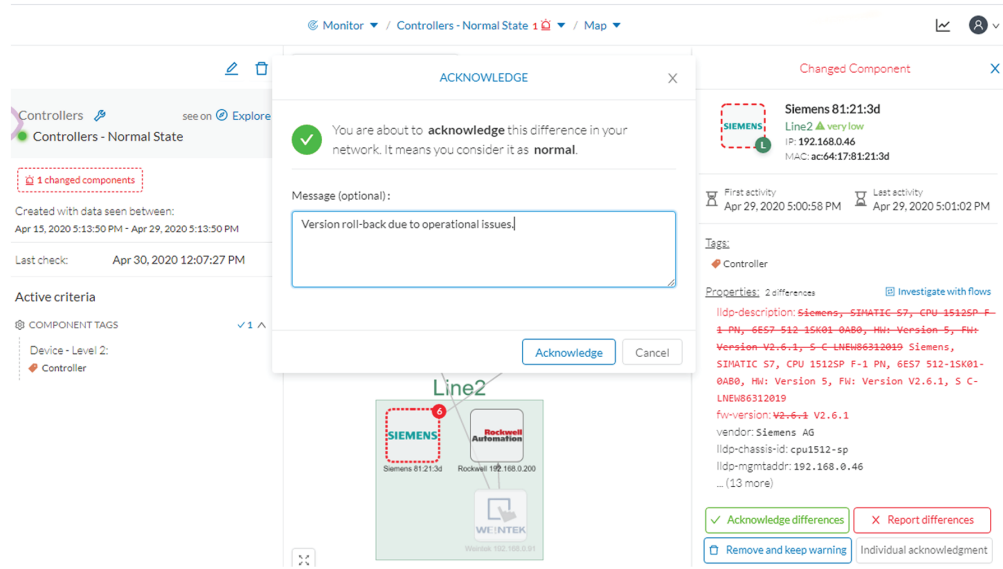 Monitor / Controllers - Normal State 1 / Map
Controllers
see on Explore
Controllers - Normal State
1 changed components
Created with data seen between:
Apr 15, 2020 5:13:50 PM - Apr 29, 2020 5:13:50 PM
Last check: Apr 30, 2020 12:07:27 PM
Active criteria
COMPONENT TAGS
1
Device - Level 2:
Controller
ACKNOWLEDGE
You are about to acknowledge this difference in your
network. It means you consider it as normal.
Message (optional):
Version roll-back due to operational issues.
Acknowledge
Cancel
Line2
6
SIEMENS
Rockwell
Automation
Siemens 81:21:3d
Rockwell 192.168.0.200
WEINTEK
Weintek 192.168.0.91
Changed Component
SIEMENS
L
Siemens 81:21:3d
Line2 very low
IP: 192.168.0.46
MAC: ac:64:17:81:21:3d
First activity
Apr 29, 2020 5:00:58 PM
Last activity
Apr 29, 2020 5:01:02 PM
Tags:
Controller
Properties: 2 differences
Investigate with flows
lldp-description: Siemens, SIMATIC S7, CPU 1512SP F-
1 PN, 6ES7 512-1SK01-0AB0, HW: Version 5, FW:
Version V2.6.1, S C-LNEW86312019 Siemens,
SIMATIC S7, CPU 1512SP F-1 PN, 6ES7 512-1SK01-
0AB0, HW: Version 5, FW: Version V2.6.1, S C-
LNEW86312019
fw-version: V2.6.1 V2.6.1
vendor: Siemens AG
lldp-chassis-id: cpu1512-sp
lldp-mgmtaddr: 192.168.0.46
... (13 more)
Acknowledge differences
Report differences
Remove and keep warning
Individual acknowledgment